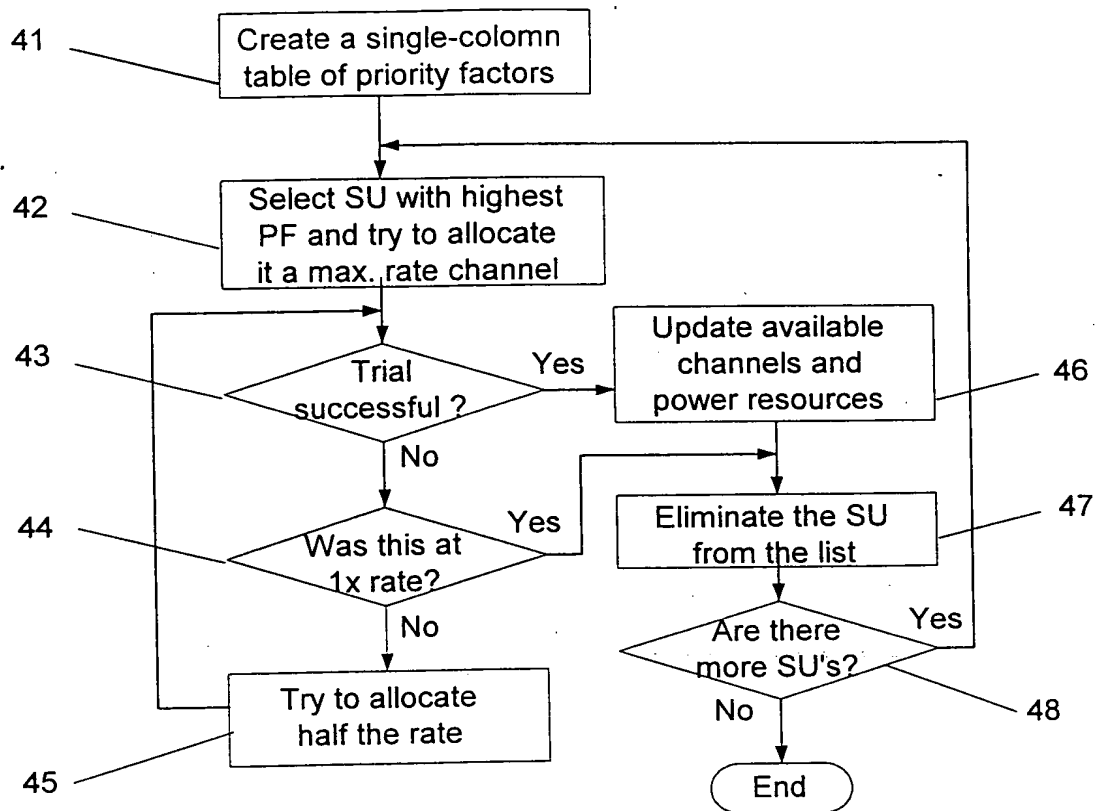 41
Create a single-colomn
table of priority factors
42
Select SU with highest
PF and try to allocate
it a max. rate channel
43
Trial
successful ?
Yes
No
Update available
channels and
power resources
46
44
Was this at
1x rate?
Yes
No
Eliminate the SU
from the list
47
Are there
more SU's?
Yes
No
48
Try to allocate
half the rate
45
End